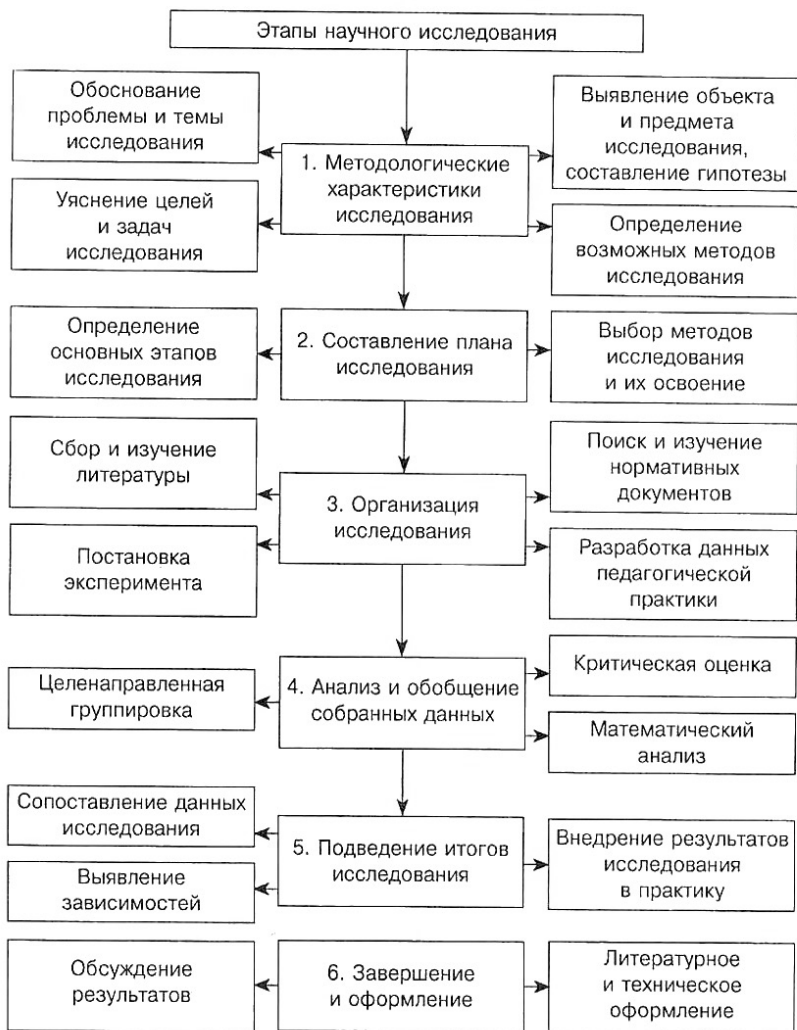 Этапы научного исследования
Обоснование
проблемы и темы
исследования
Выявление объекта
и предмета
исследования,
составление гипотезы
1. Методологические
характеристики
исследования
Уяснение целей
и задач
исследования
Определение
возможных методов
исследования
Определение
основных этапов
исследования
2. Составление плана
исследования
Выбор методов
исследования
и их освоение
Сбор и изучение
литературы
Поиск и изучение
нормативных
документов
3. Организация
исследования
Постановка
эксперимента
Разработка данных
педагогической
практики
Целенаправленная
группировка
4. Анализ и обобщение
собранных данных
Критическая оценка
Математический
анализ
Сопоставление данных
исследования
5. Подведение итогов
исследования
Внедрение результатов
исследования
в практику
Выявление
зависимостей
Обсуждение
результатов
6. Завершение
и оформление
Литературное
и техническое
оформление